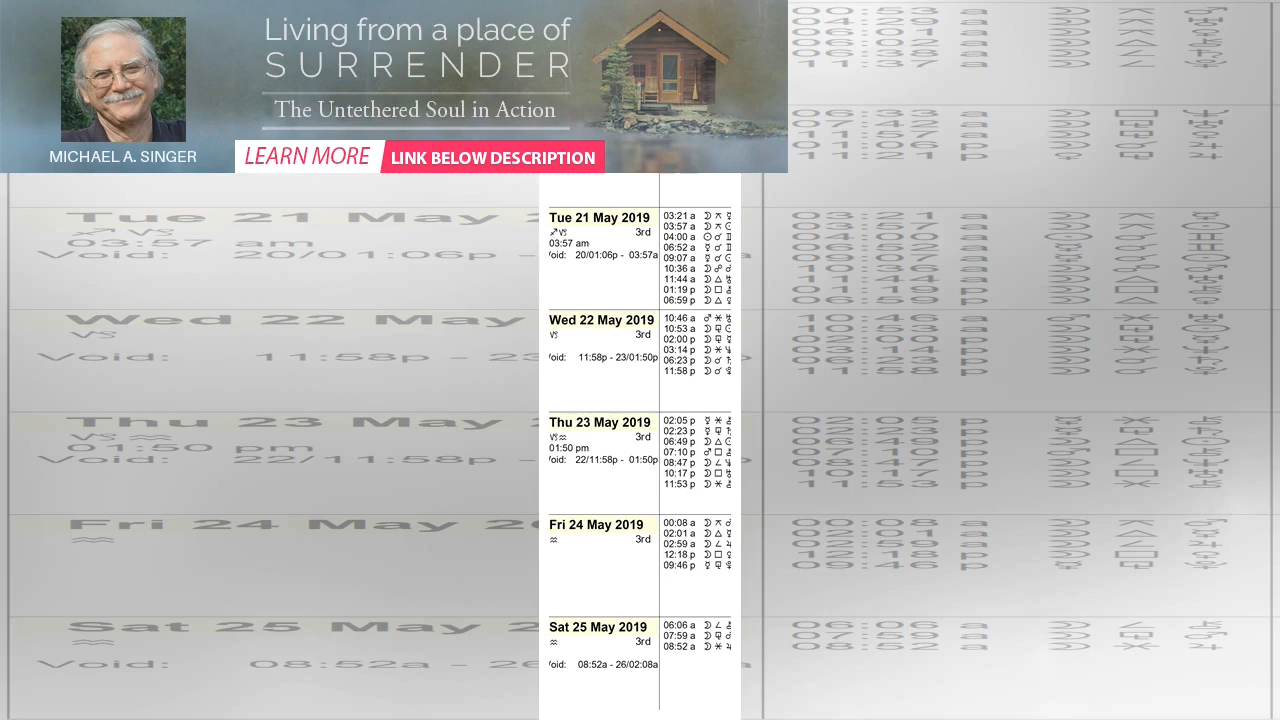 Living from a place of
SURRENDER
The Untethered Soul in Action
MICHAEL A. SINGER
LEARN MORE LINK BELOW DESCRIPTION
Tue 21 May 2019
♐♑ 3rd
03:57 am
Void: 20/01:06p - 03:57a
03:21 a ☽ ⚻ ☿
03:57 a ☽ ⚻ ☉
04:00 a ☉ ☌ ♊
06:52 a ☿ ☌ ♊
09:07 a ☿ ☌ ☉
10:36 a ☽ ☍ ♂
11:44 a ☽ △ ♅
01:19 p ☽ □ ⚷
06:59 p ☽ △ ♀
Wed 22 May 2019
♑ 3rd
Void: 11:58p - 23/01:50p
10:46 a ♂ ⚹ ♅
10:53 a ☽ ⚼ ☉
02:00 p ☽ ⚼ ☿
03:14 p ☽ ⚹ ♆
06:23 p ☽ ☌ ♄
11:58 p ☽ ☌ ♇
Thu 23 May 2019
♑♒ 3rd
01:50 pm
Void: 22/11:58p - 01:50p
02:05 p ☿ ⚹ ⚷
02:23 p ☿ ⚼ ♄
06:49 p ☽ △ ☉
07:10 p ♂ □ ⚷
08:47 p ☽ ∠ ♆
10:17 p ☽ □ ♅
11:53 p ☽ ⚹ ⚷
Fri 24 May 2019
♒ 3rd
00:08 a ☽ ⚻ ♂
02:01 a ☽ △ ☿
02:59 a ☽ ∠ ♃
12:18 p ☽ □ ♀
09:46 p ☿ ⚼ ♇
Sat 25 May 2019
♒ 3rd
Void: 08:52a - 26/02:08a
06:06 a ☽ ∠ ⚷
07:59 a ☽ ⚼ ♂
08:52 a ☽ ⚹ ♃